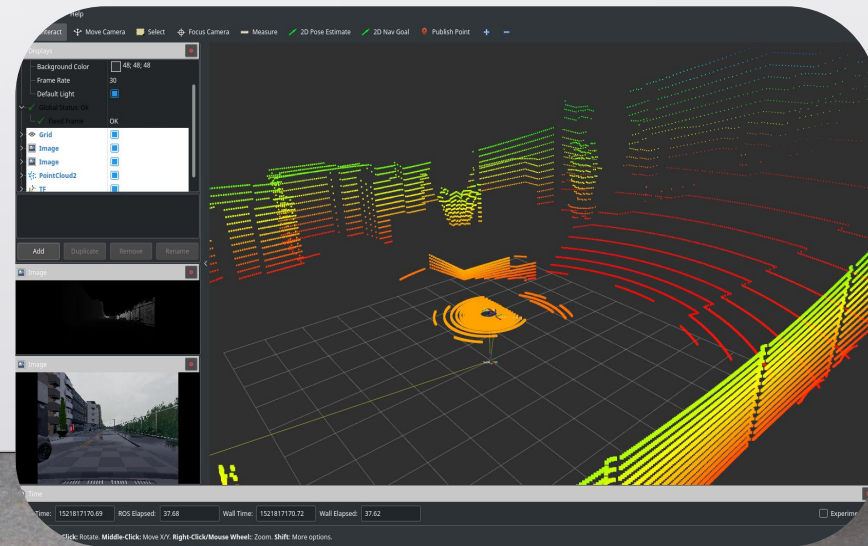 Help
Interact Move Camera Select Focus Camera Measure 2D Pose Estimate 2D Nav Goal Publish Point
Displays
Background Color 48; 48; 48
Frame Rate 30
Default Light
Global Status: Ok
Fixed Frame OK
Grid
Image
Image
PointCloud2
TF
Add Duplicate Remove Rename
Image
Image
Time
Time: 1521817170.69 ROS Elapsed: 37.68 Wall Time: 1521817170.72 Wall Elapsed: 37.62 Experime
Click: Rotate. Middle-Click: Move X/Y. Right-Click/Mouse Wheel: Zoom. Shift: More options.